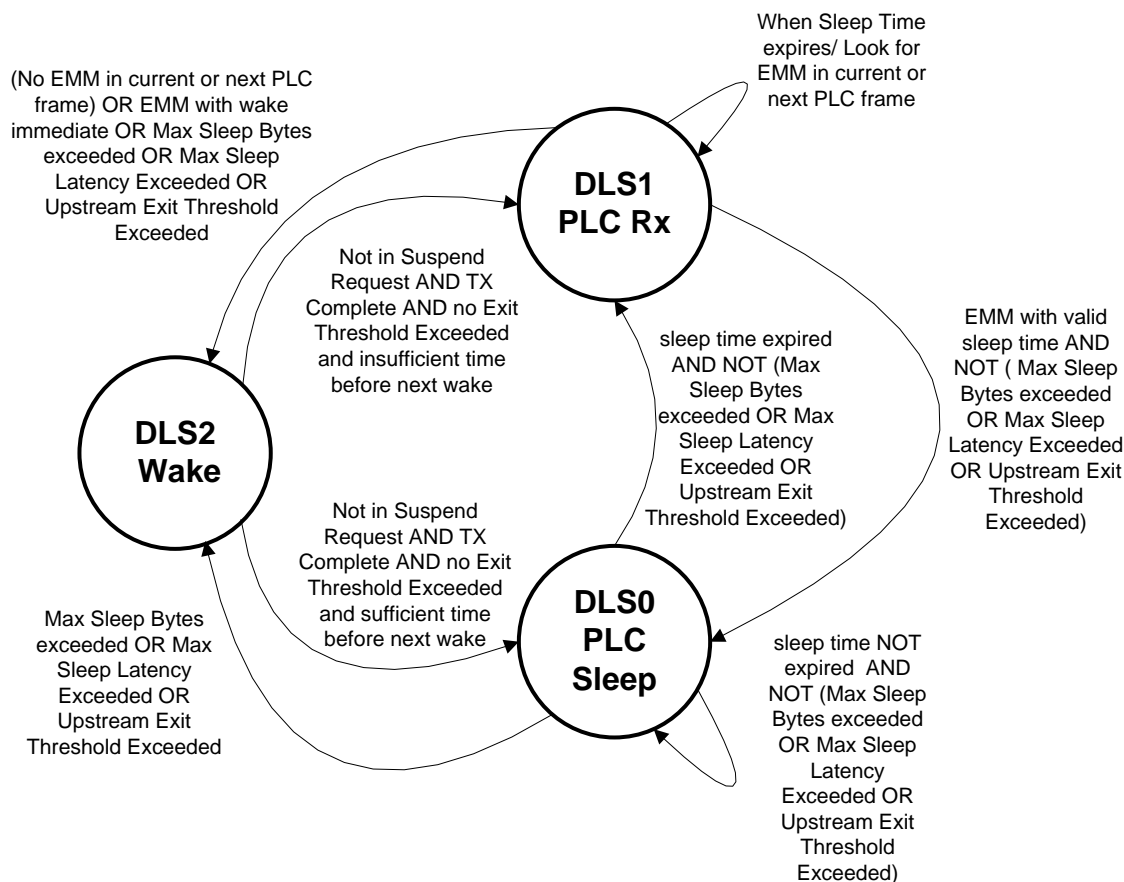 When Sleep Time
expires/ Look for
EMM in current or
next PLC frame
(No EMM in current or next PLC
frame) OR EMM with wake
immediate OR Max Sleep Bytes
exceeded OR Max Sleep
Latency Exceeded OR
Upstream Exit Threshold
Exceeded
DLS1
PLC Rx
Not in Suspend
Request AND TX
Complete AND no Exit
Threshold Exceeded
and insufficient time
before next wake
sleep time expired
AND NOT (Max
Sleep Bytes
exceeded OR Max
Sleep Latency
Exceeded OR
Upstream Exit
Threshold Exceeded)
EMM with valid
sleep time AND
NOT ( Max Sleep
Bytes exceeded
OR Max Sleep
Latency Exceeded
OR Upstream Exit
Threshold
Exceeded)
DLS2
Wake
Not in Suspend
Request AND TX
Complete AND no Exit
Threshold Exceeded
and sufficient time
before next wake
DLS0
PLC
Sleep
Max Sleep Bytes
exceeded OR Max
Sleep Latency
Exceeded OR
Upstream Exit
Threshold Exceeded
sleep time NOT
expired  AND
NOT (Max Sleep
Bytes exceeded
OR Max Sleep
Latency
Exceeded OR
Upstream Exit
Threshold
Exceeded)